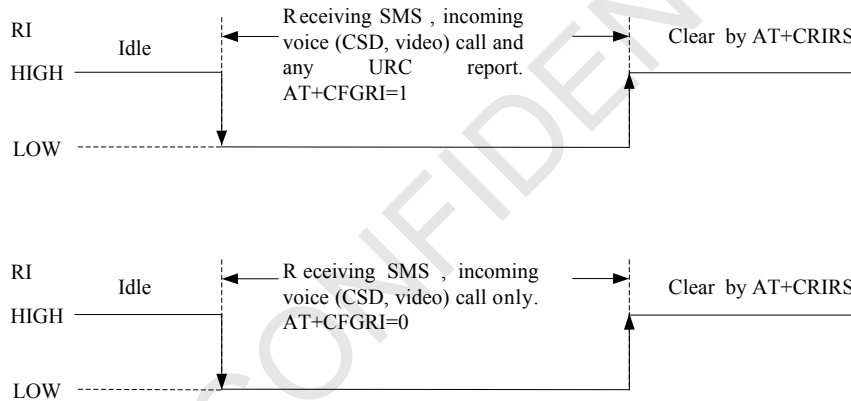 RI
HIGH
LOW
Idle
Receiving SMS , incoming
voice (CSD, video) call and
any URC report.
AT+CFGRI=1
Clear by AT+CRIRS
RI
HIGH
LOW
Idle
R eceiving SMS , incoming
voice (CSD, video) call only.
AT+CFGRI=0
Clear by AT+CRIRS
CONFIDEN